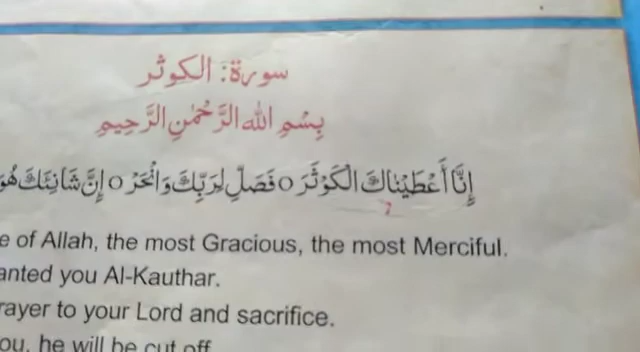 سورة: الكوثر
بِسْمِ اللهِ الرَّحْمٰنِ الرَّحِيمِ
إِنَّا أَعْطَيْنَاكَ الْكَوْثَرَ ○ فَصَلِّ لِرَبِّكَ وَانْحَرْ ○ إِنَّ شَانِئَكَ هُوَ
e of Allah, the most Gracious, the most Merciful.
anted you Al-Kauthar.
rayer to your Lord and sacrifice.
ou, he will be cut off